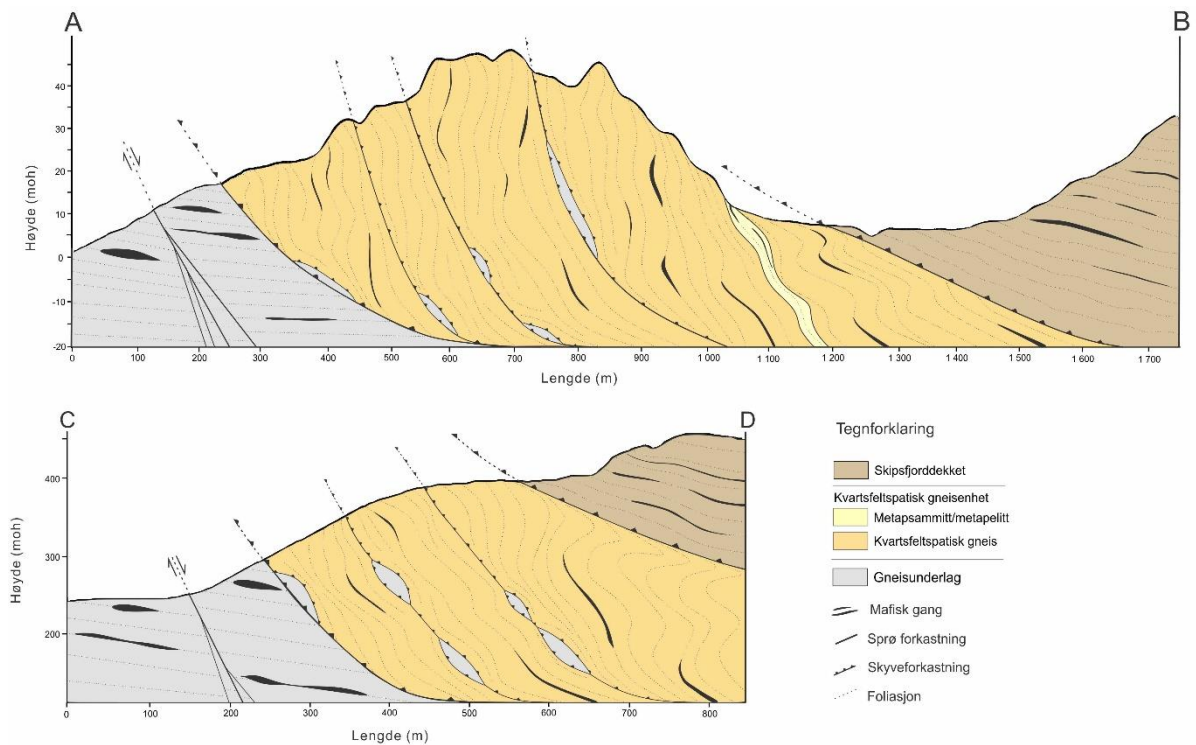 A
B
Høyde (moh)
40
30
20
10
0
-10
-20
0 100 200 300 400 500 600 700 800 900 1 000 1 100 1 200 1 300 1 400 1 500 1 600 1 700
Lengde (m)
C
D
Høyde (moh)
400
300
200
0 100 200 300 400 500 600 700 800
Lengde (m)
Tegnforklaring
Skipsfjorddekket
Kvartsfeltspatisk gneisenhet
Metapsammitt/metapelitt
Kvartsfeltspatisk gneis
Gneisunderlag
Mafisk gang
Sprø forkastning
Skyveforkastning
Foliasjon